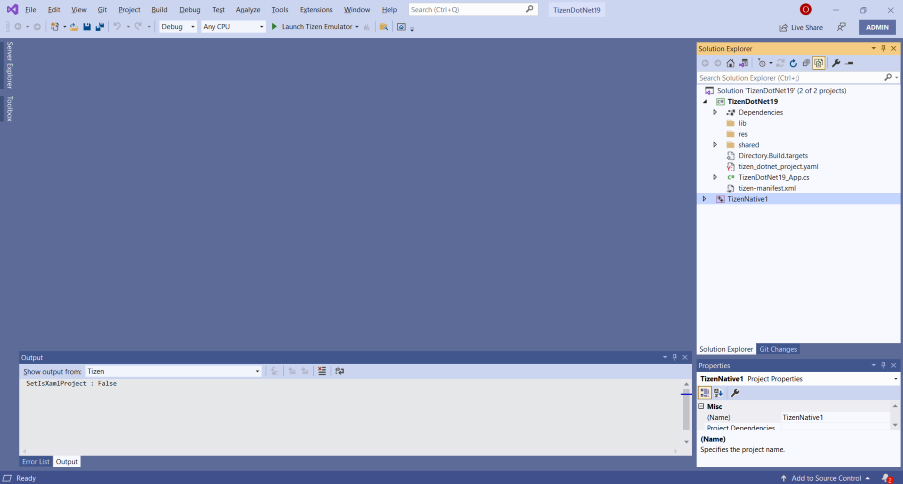 File Edit View Git Project Build Debug Test Analyze Tools Extensions Window Help Search (Ctrl+Q) TizenDotNet19 O
Debug Any CPU Launch Tizen Emulator Live Share ADMIN
Server Explorer
Toolbox
Solution Explorer
Search Solution Explorer (Ctrl+;)
Solution 'TizenDotNet19' (2 of 2 projects)
TizenDotNet19
Dependencies
lib
res
shared
Directory.Build.targets
tizen_dotnet_project.yaml
TizenDotNet19_App.cs
tizen-manifest.xml
TizenNative1
Solution Explorer Git Changes
Output
Show output from: Tizen
SetIsXamlProject : False
Error List Output
Properties
TizenNative1 Project Properties
Misc
(Name) TizenNative1
Project Dependencies
(Name)
Specifies the project name.
Ready Add to Source Control 2